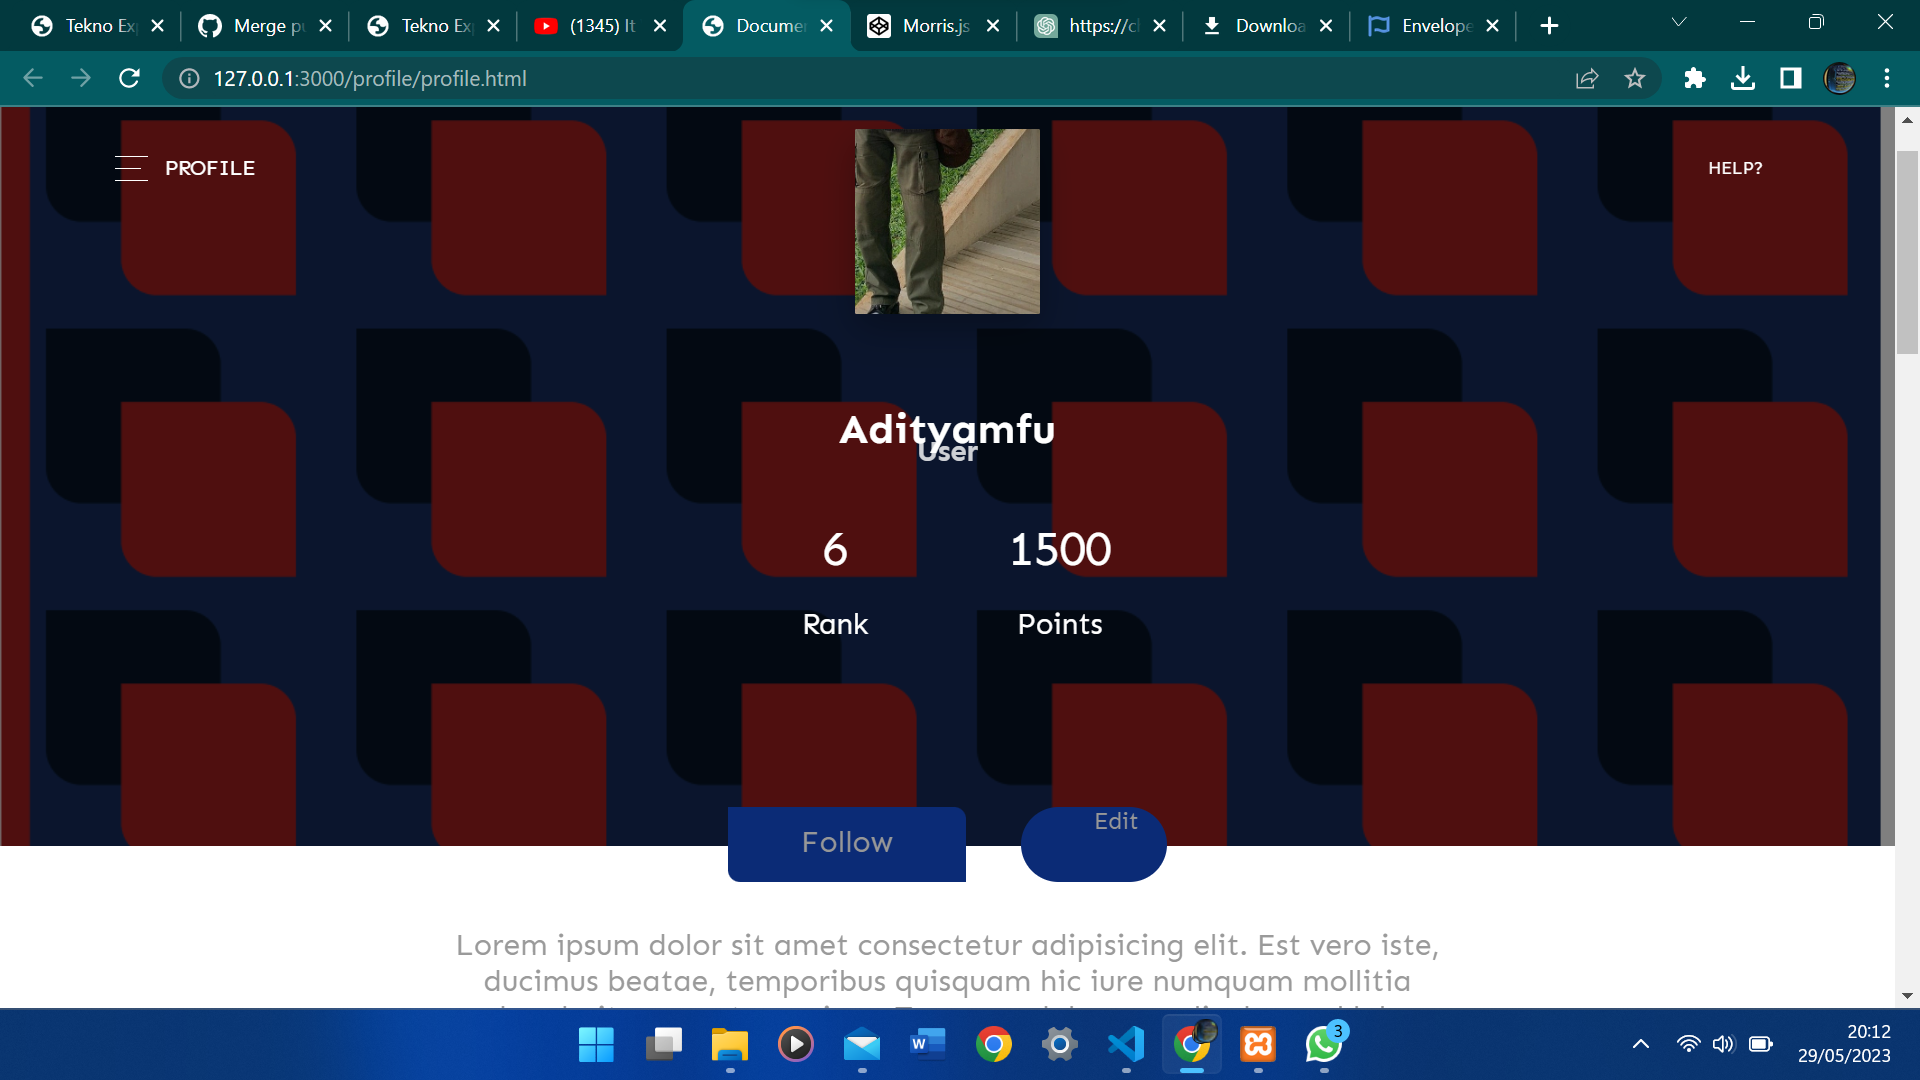 Tekno Ex
Merge pu
Tekno Ex
(1345) It
Documen
Morris.js
https://cl
Downloa
Envelope
127.0.0.1:3000/profile/profile.html
PROFILE
HELP?
Adityamfu
User
6
1500
Rank
Points
Follow
Edit
Lorem ipsum dolor sit amet consectetur adipisicing elit. Est vero iste,
ducimus beatae, temporibus quisquam hic iure numquam mollitia
W
3
20:12
29/05/2023